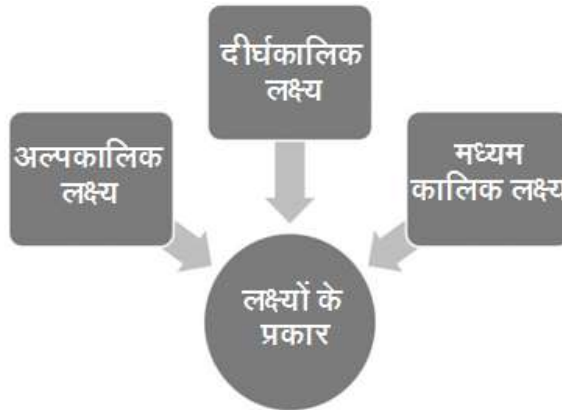 दीर्घकालिक
लक्ष्य
अल्पकालिक
लक्ष्य
मध्यम
कालिक लक्ष्य
लक्ष्यों के
प्रकार